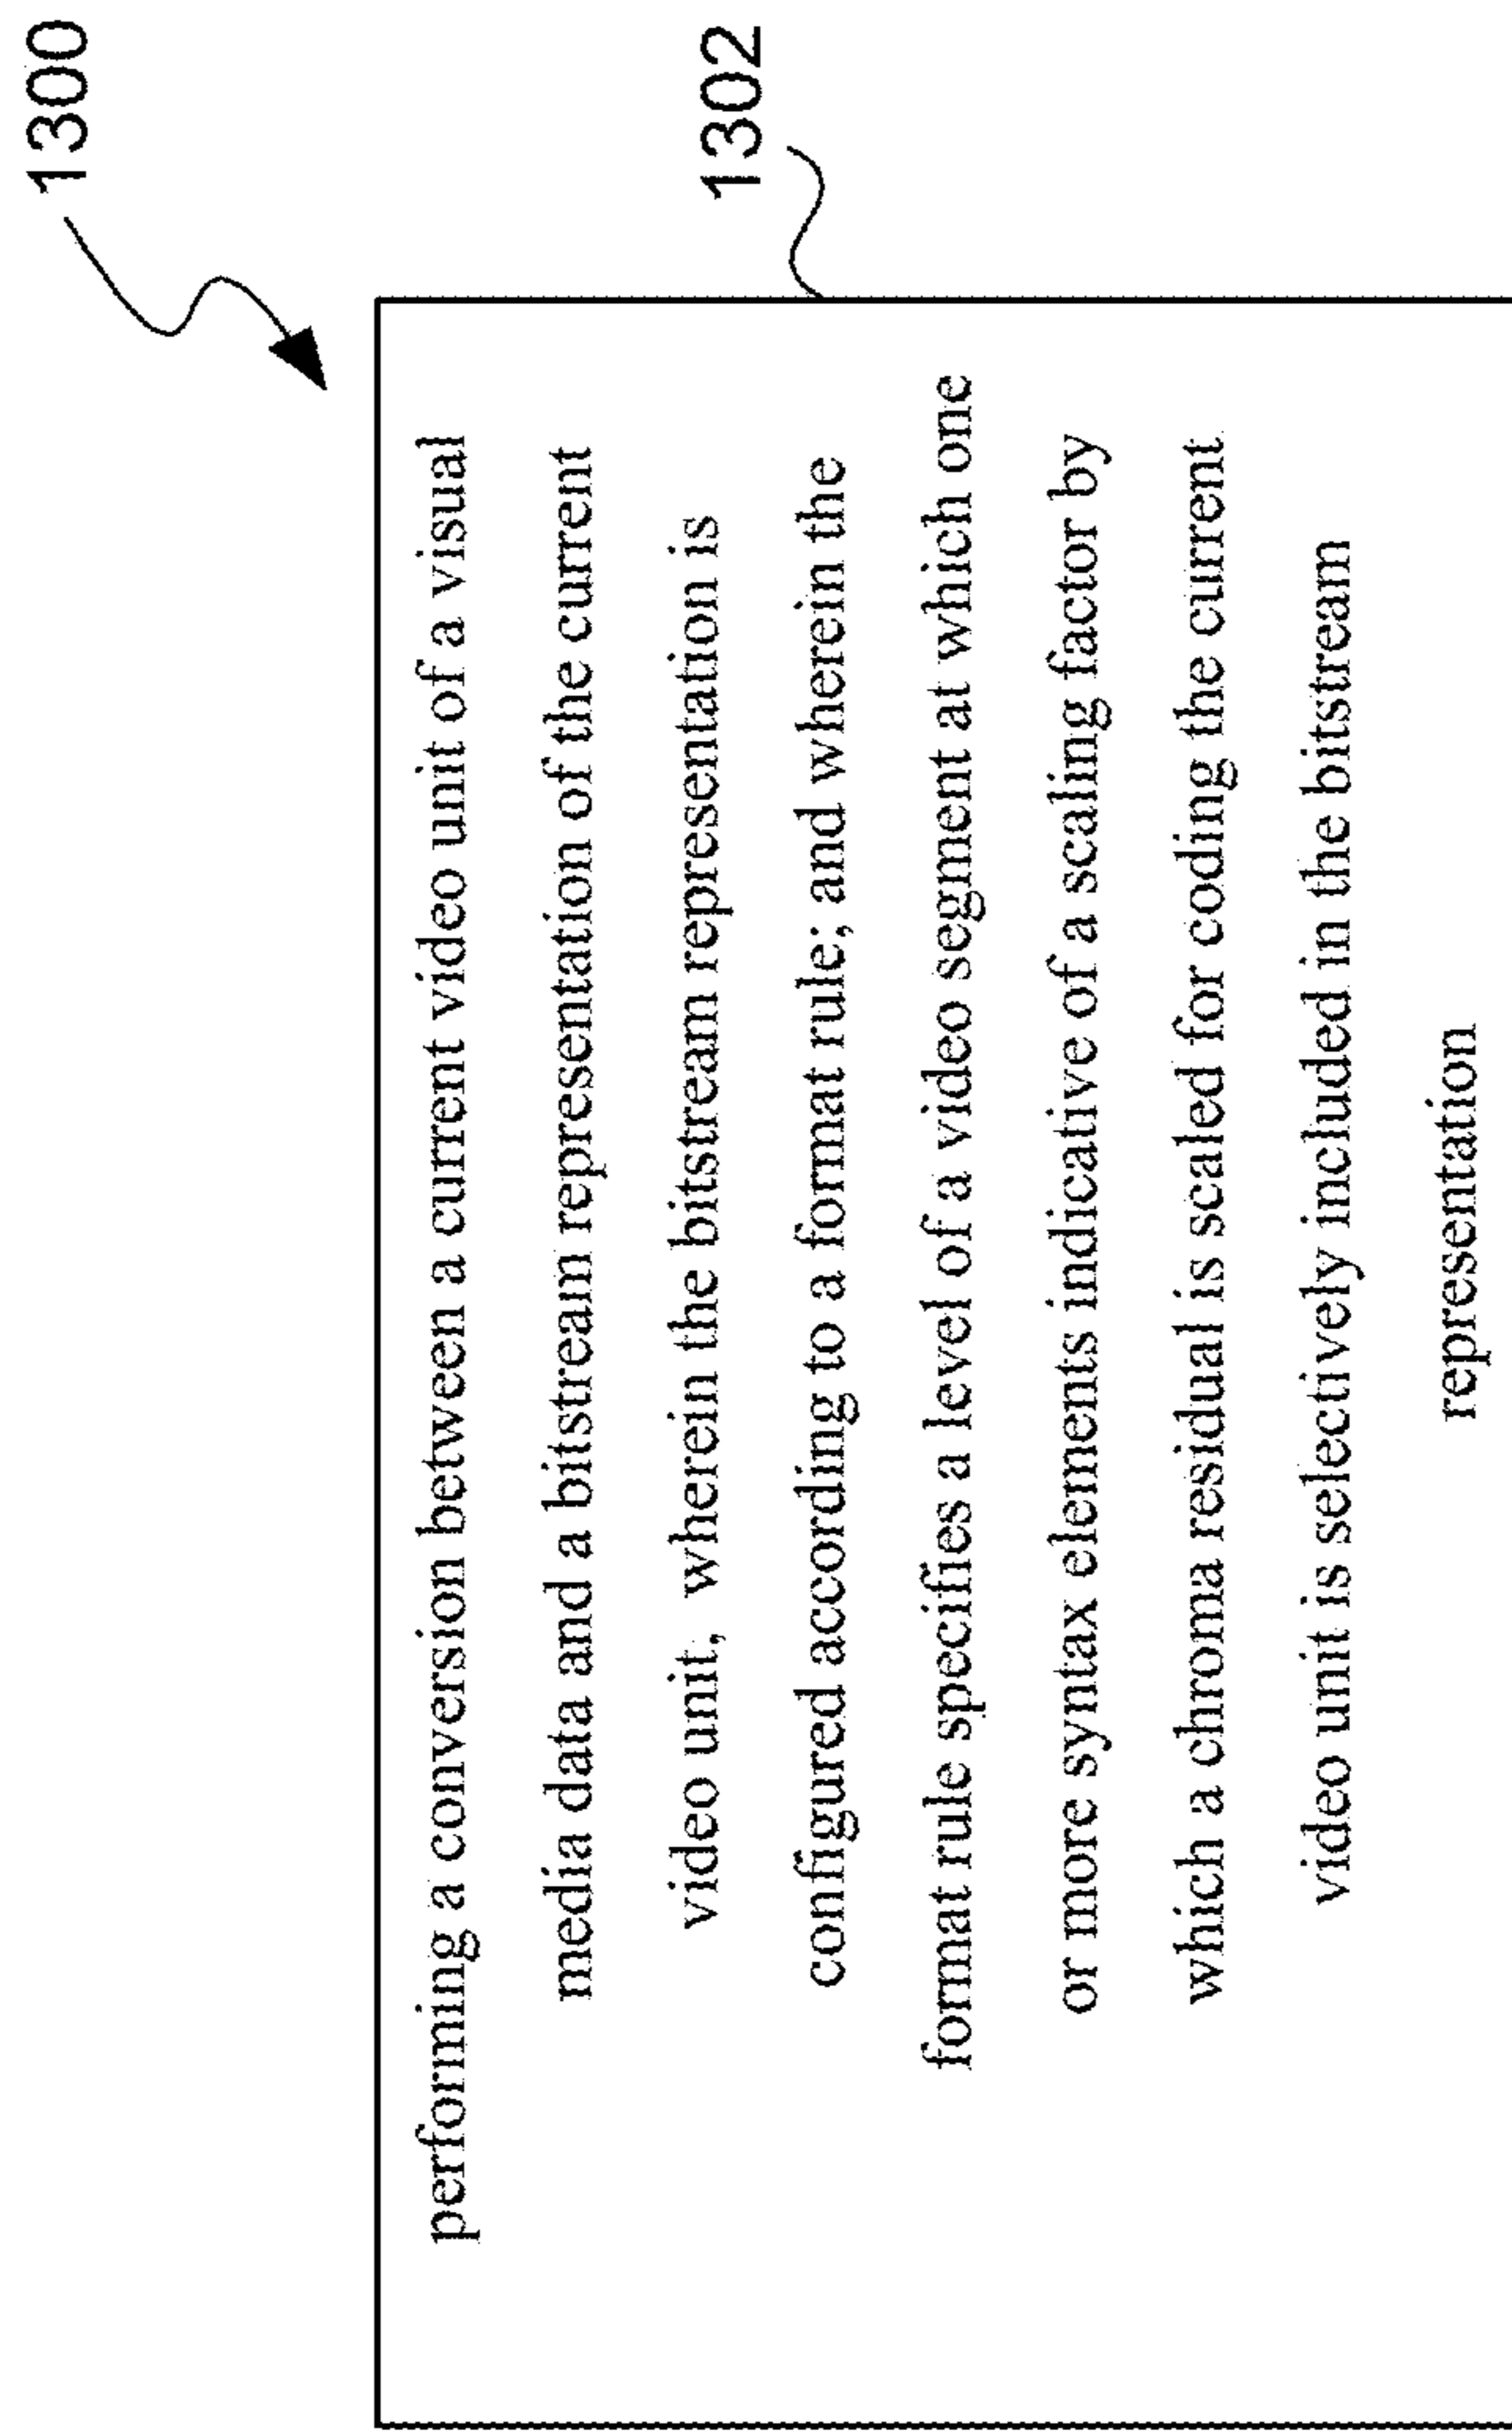 1300
1302
performing a conversion between a current video unit of a visual
media data and a bitstream representation of the current
video unit, wherein the bitstream representation is
configured according to a format rule; and wherein the
format rule specifies a level of a video segment at which one
or more syntax elements indicative of a scaling factor by
which a chroma residual is scaled for coding the current
video unit is selectively included in the bitstream
representation